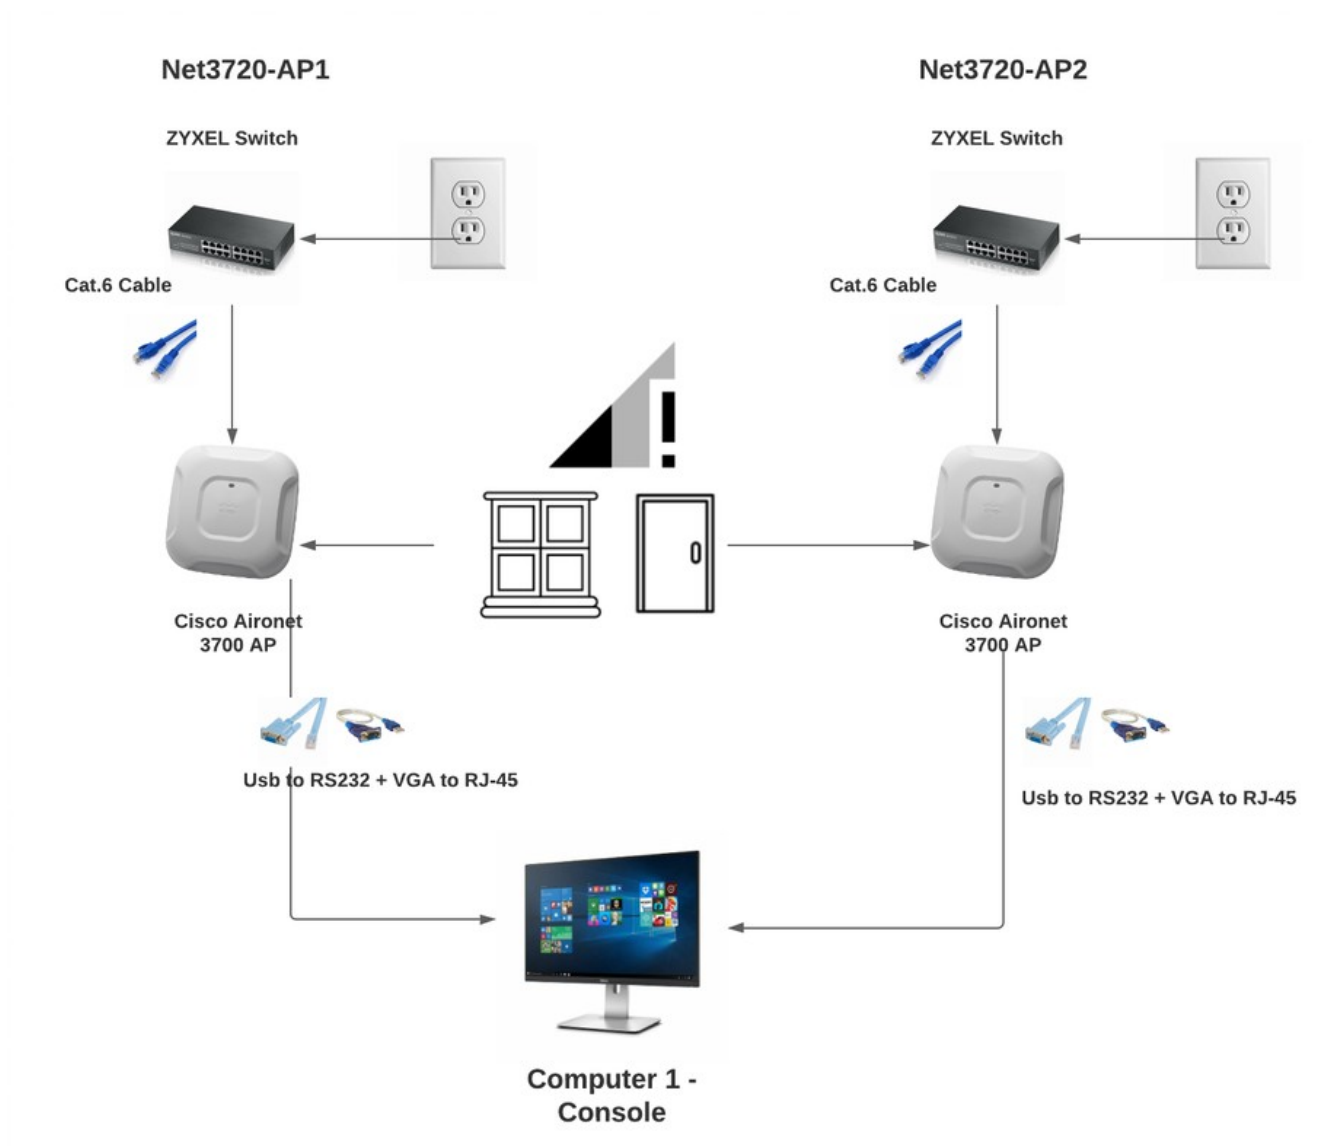 Net3720-AP1
Net3720-AP2
ZYXEL Switch
ZYXEL Switch
Cat.6 Cable
Cat.6 Cable
Cisco Aironet
3700 AP
Cisco Aironet
3700 AP
Usb to RS232 + VGA to RJ-45
Usb to RS232 + VGA to RJ-45
Computer 1 -
Console